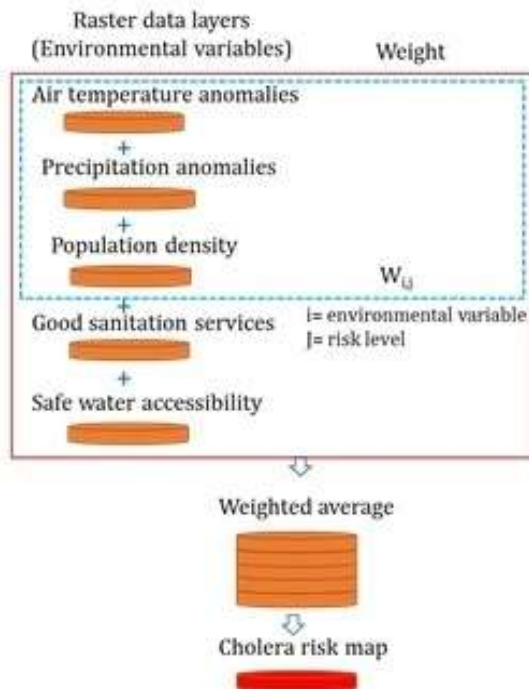 Raster data layers
(Environmental variables) Weight
Air temperature anomalies
+
Precipitation anomalies
+
Population density
W i,j
+
Good sanitation services
i= environmental variable
J= risk level
+
Safe water accessibility
Weighted average
Cholera risk map